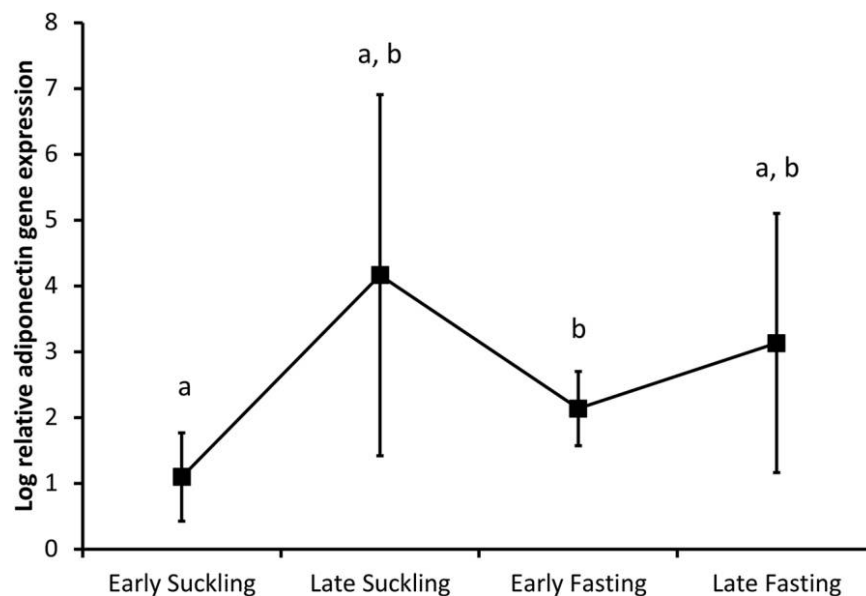 Log relative adiponectin gene expression
8
7
6
5
4
3
2
1
0
a
a, b
b
a, b
Early Suckling
Late Suckling
Early Fasting
Late Fasting